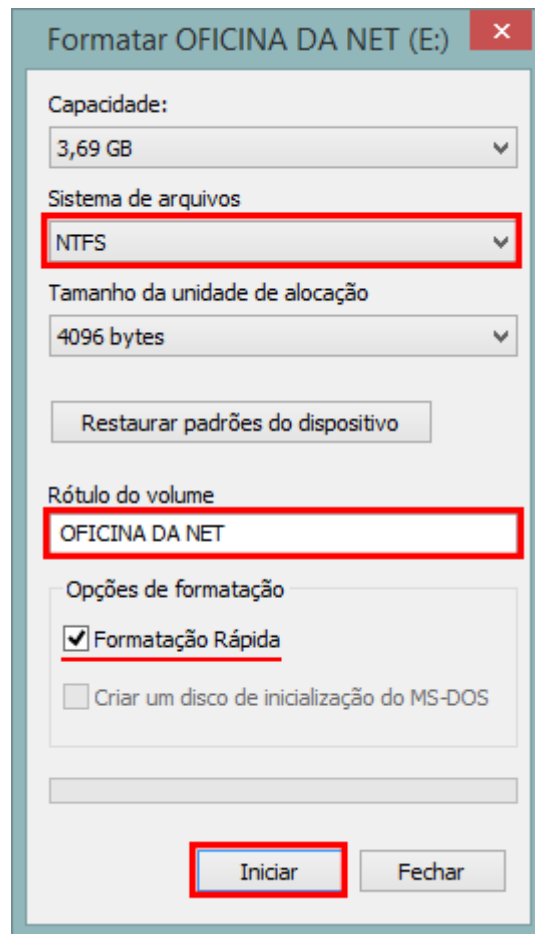 Formatar OFICINA DA NET (E:)
Capacidade:
3,69 GB
Sistema de arquivos
NTFS
Tamanho da unidade de alocação
4096 bytes
Restaurar padrões do dispositivo
Rótulo do volume
OFICINA DA NET
Opções de formatação
Formatação Rápida
Criar um disco de inicialização do MS-DOS
Iniciar Fechar